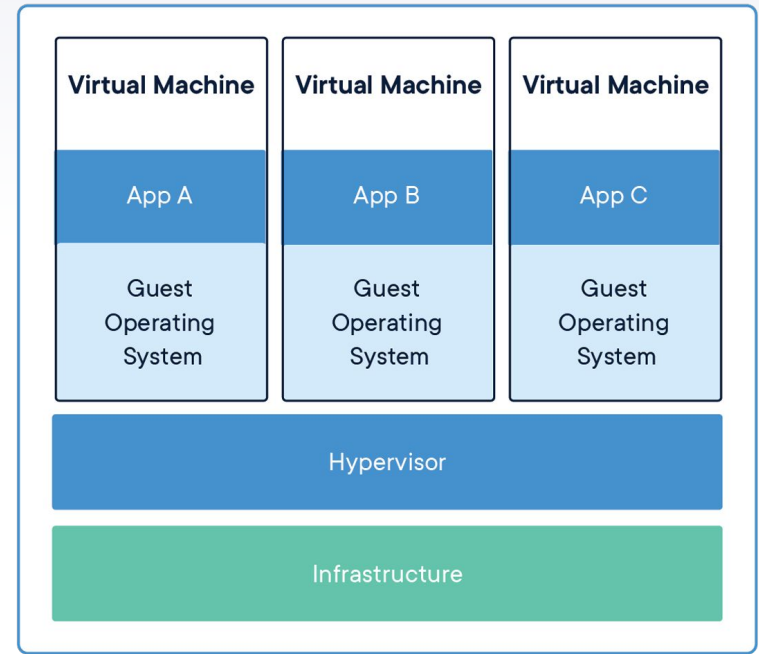 Virtual Machine
Virtual Machine
Virtual Machine
App A
App B
App C
Guest
Operating
System
Guest
Operating
System
Guest
Operating
System
Hypervisor
Infrastructure